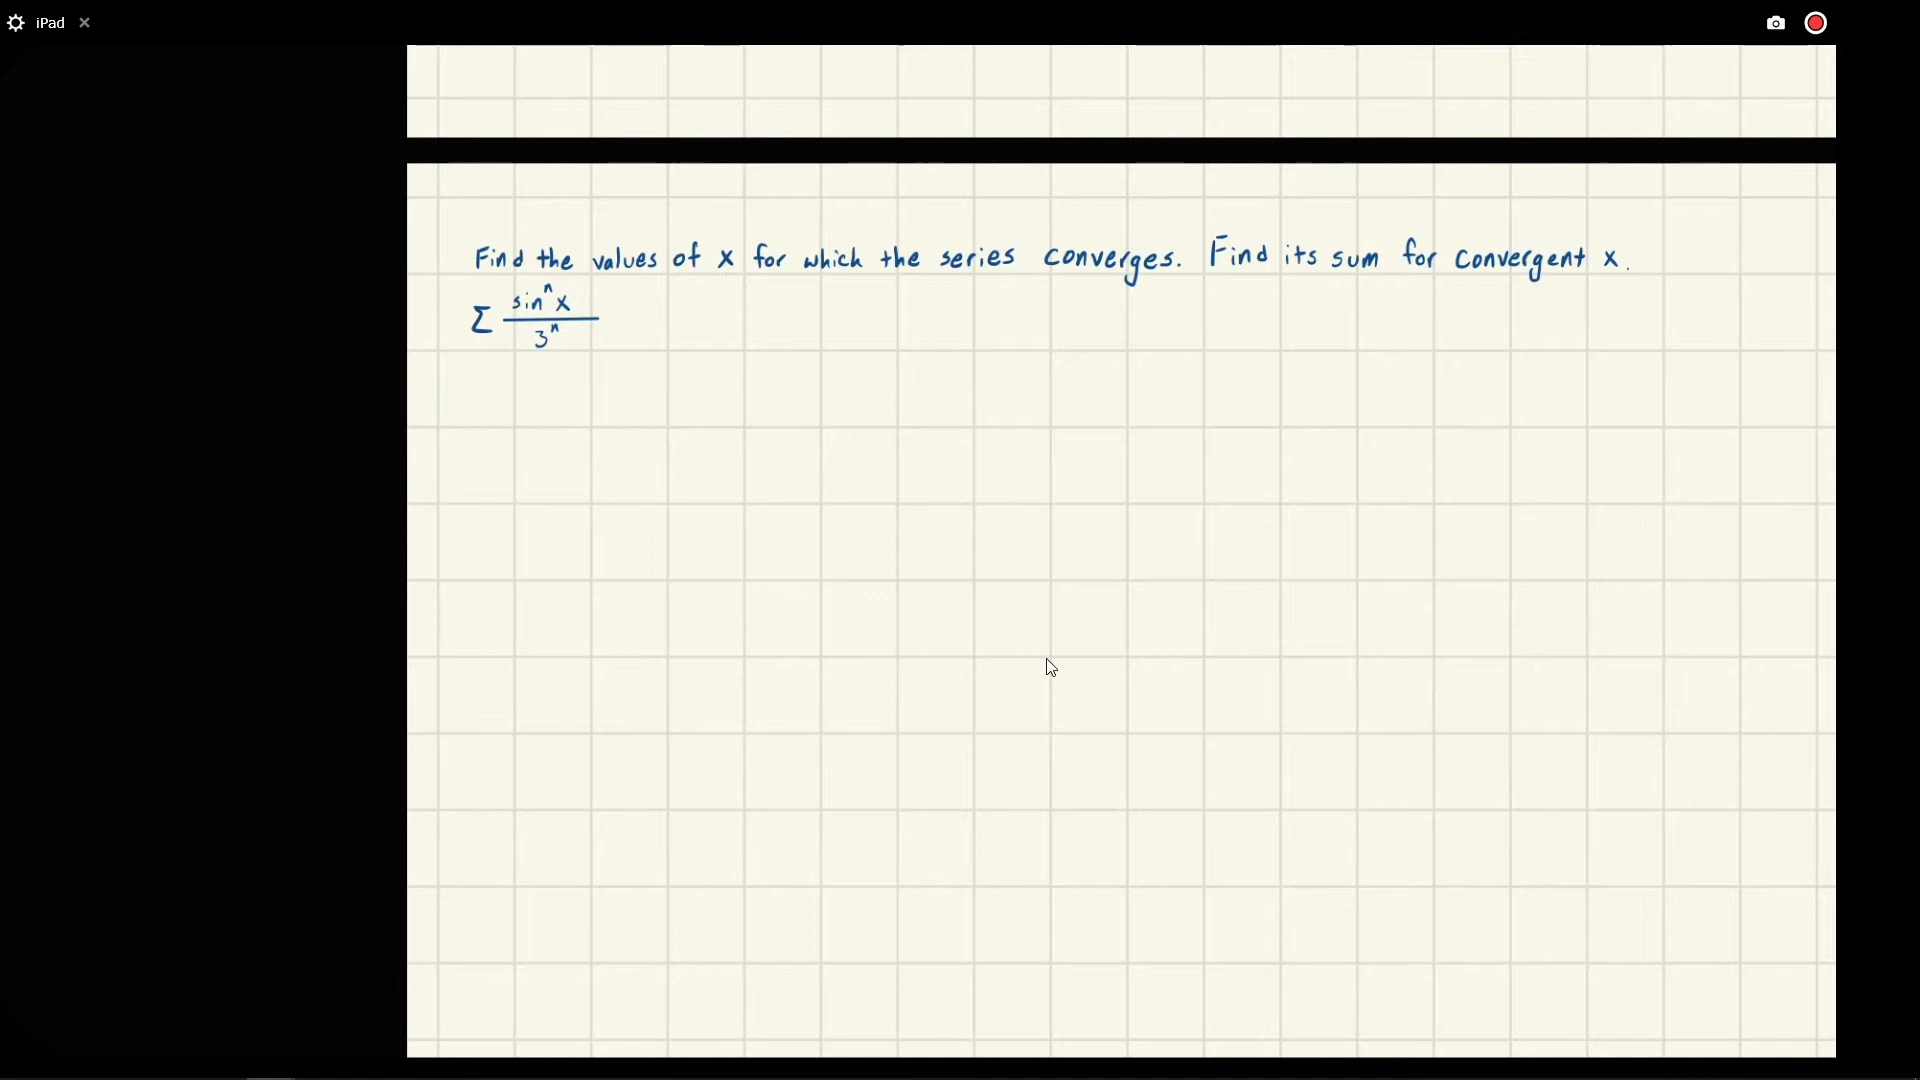 iPad
Find the values of x for which the series converges. Find its sum for convergent x.
Σ sinⁿx / 3ⁿ